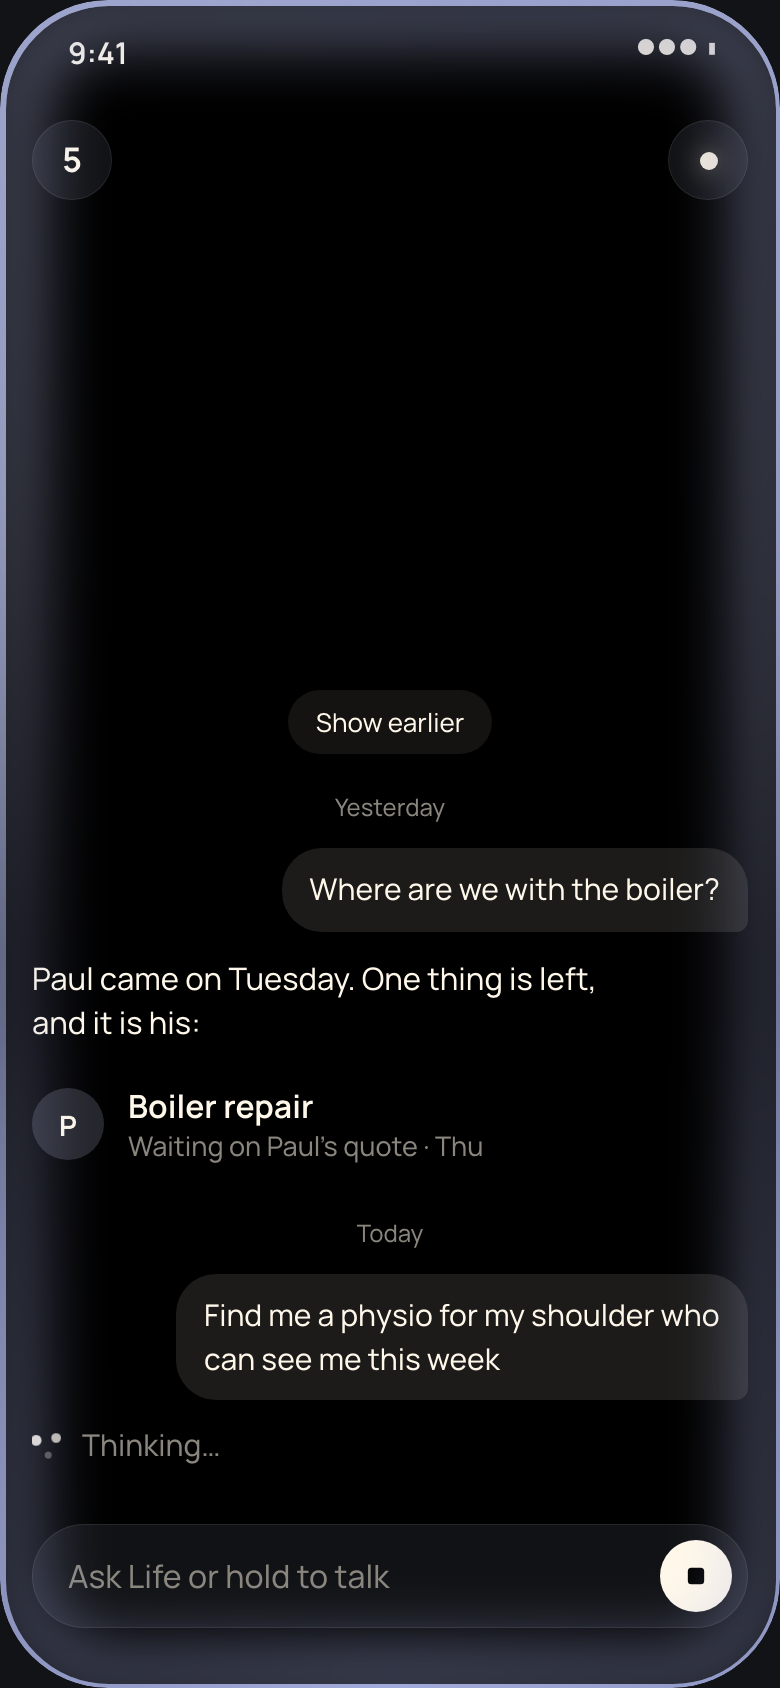 9:41
5
Show earlier
Yesterday
Where are we with the boiler?
Paul came on Tuesday. One thing is left,
and it is his:
P
Boiler repair
Waiting on Paul's quote · Thu
Today
Find me a physio for my shoulder who
can see me this week
Thinking...
Ask Life or hold to talk